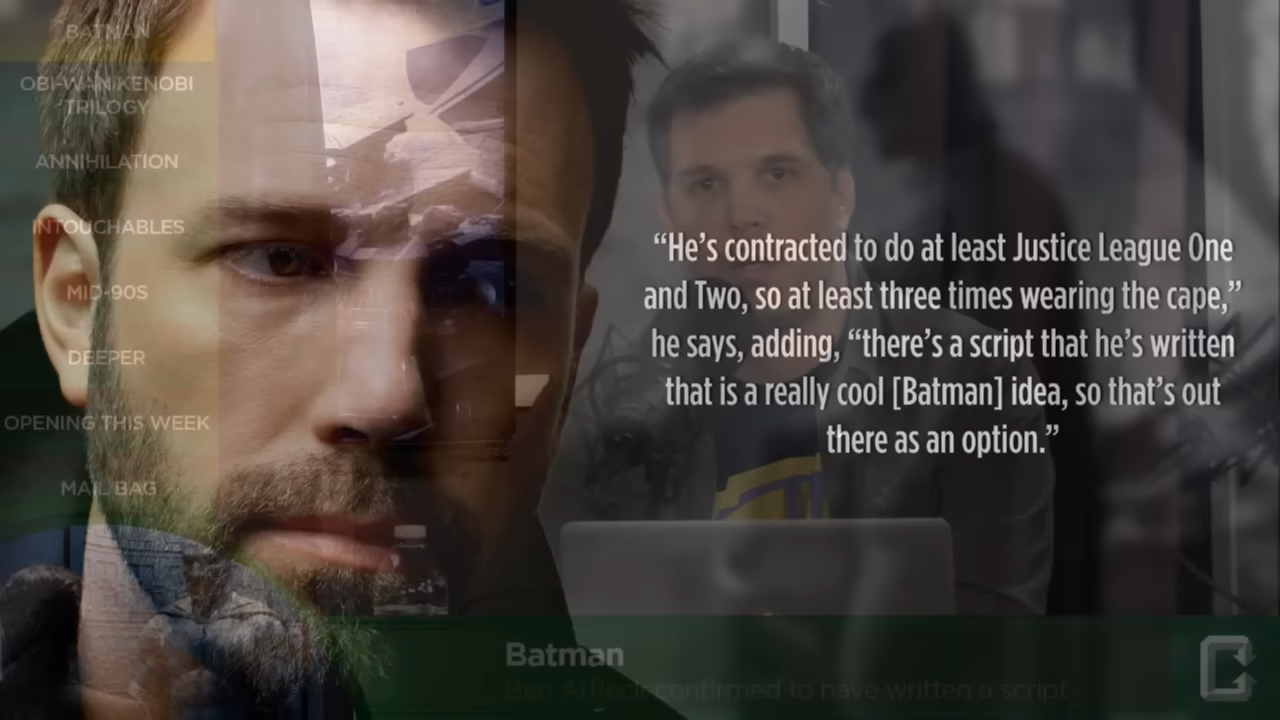 BATMAN
OBI-WAN KENOBI
TRILOGY
ANNIHILATION
INTOUCHABLES
MID-90S
DEEPER
OPENING THIS WEEK
MAIL BAG
“He’s contracted to do at least Justice League One
and Two, so at least three times wearing the cape,”
he says, adding, “there’s a script that he’s written
that is a really cool [Batman] idea, so that’s out
there as an option.”
Batman
Ben Affleck confirmed to have written a script